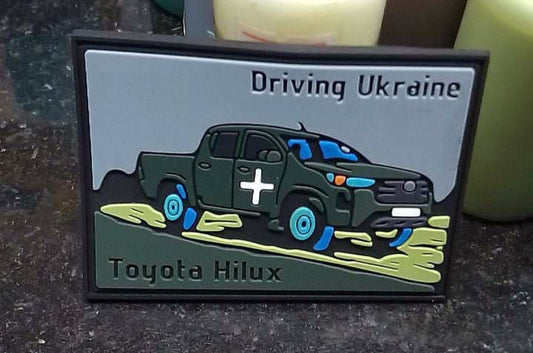 Driving Ukraine
Toyota Hilux